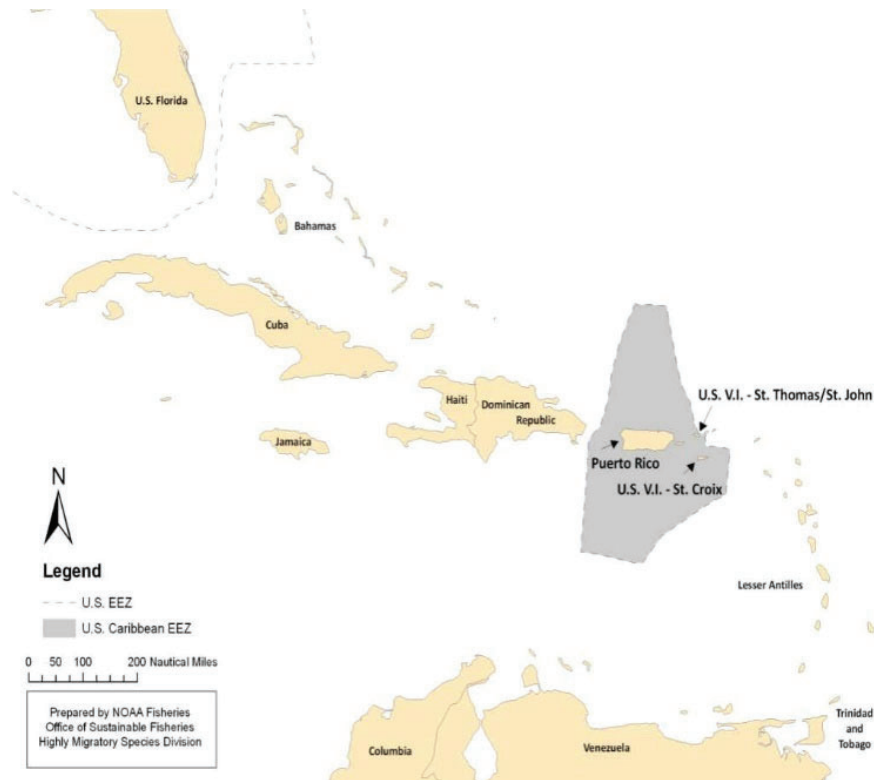 U.S. Florida
Bahamas
Cuba
Haiti
Dominican
Republic
Jamaica
U.S. V.I. - St. Thomas/St. John
Puerto Rico
U.S. V.I. - St. Croix
N
Legend
U.S. EEZ
U.S. Caribbean EEZ
0 50 100 200 Nautical Miles
Prepared by NOAA Fisheries
Office of Sustainable Fisheries
Highly Migratory Species Division
Lesser Antilles
Columbia
Venezuela
Trinidad
and
Tobago